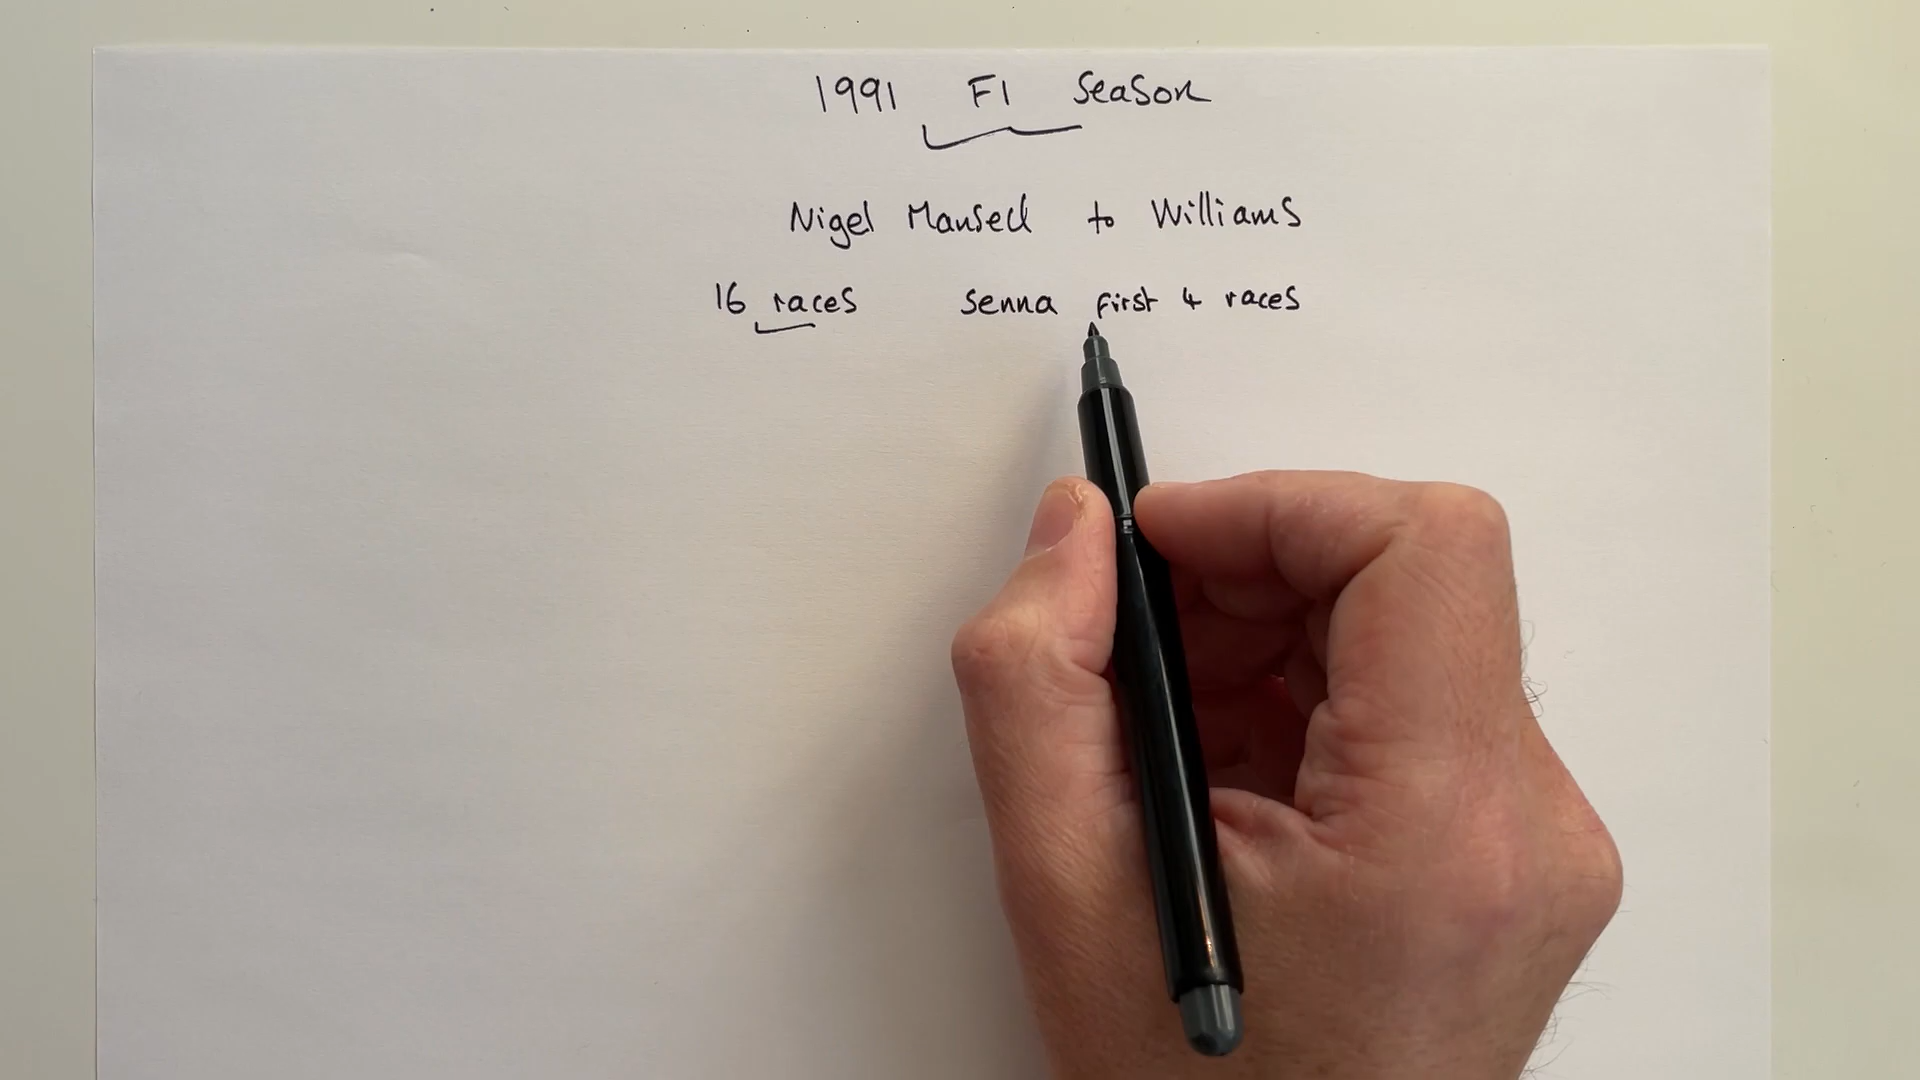 1991 F1 Season
Nigel Mansell to Williams
16 races Senna first 4 races